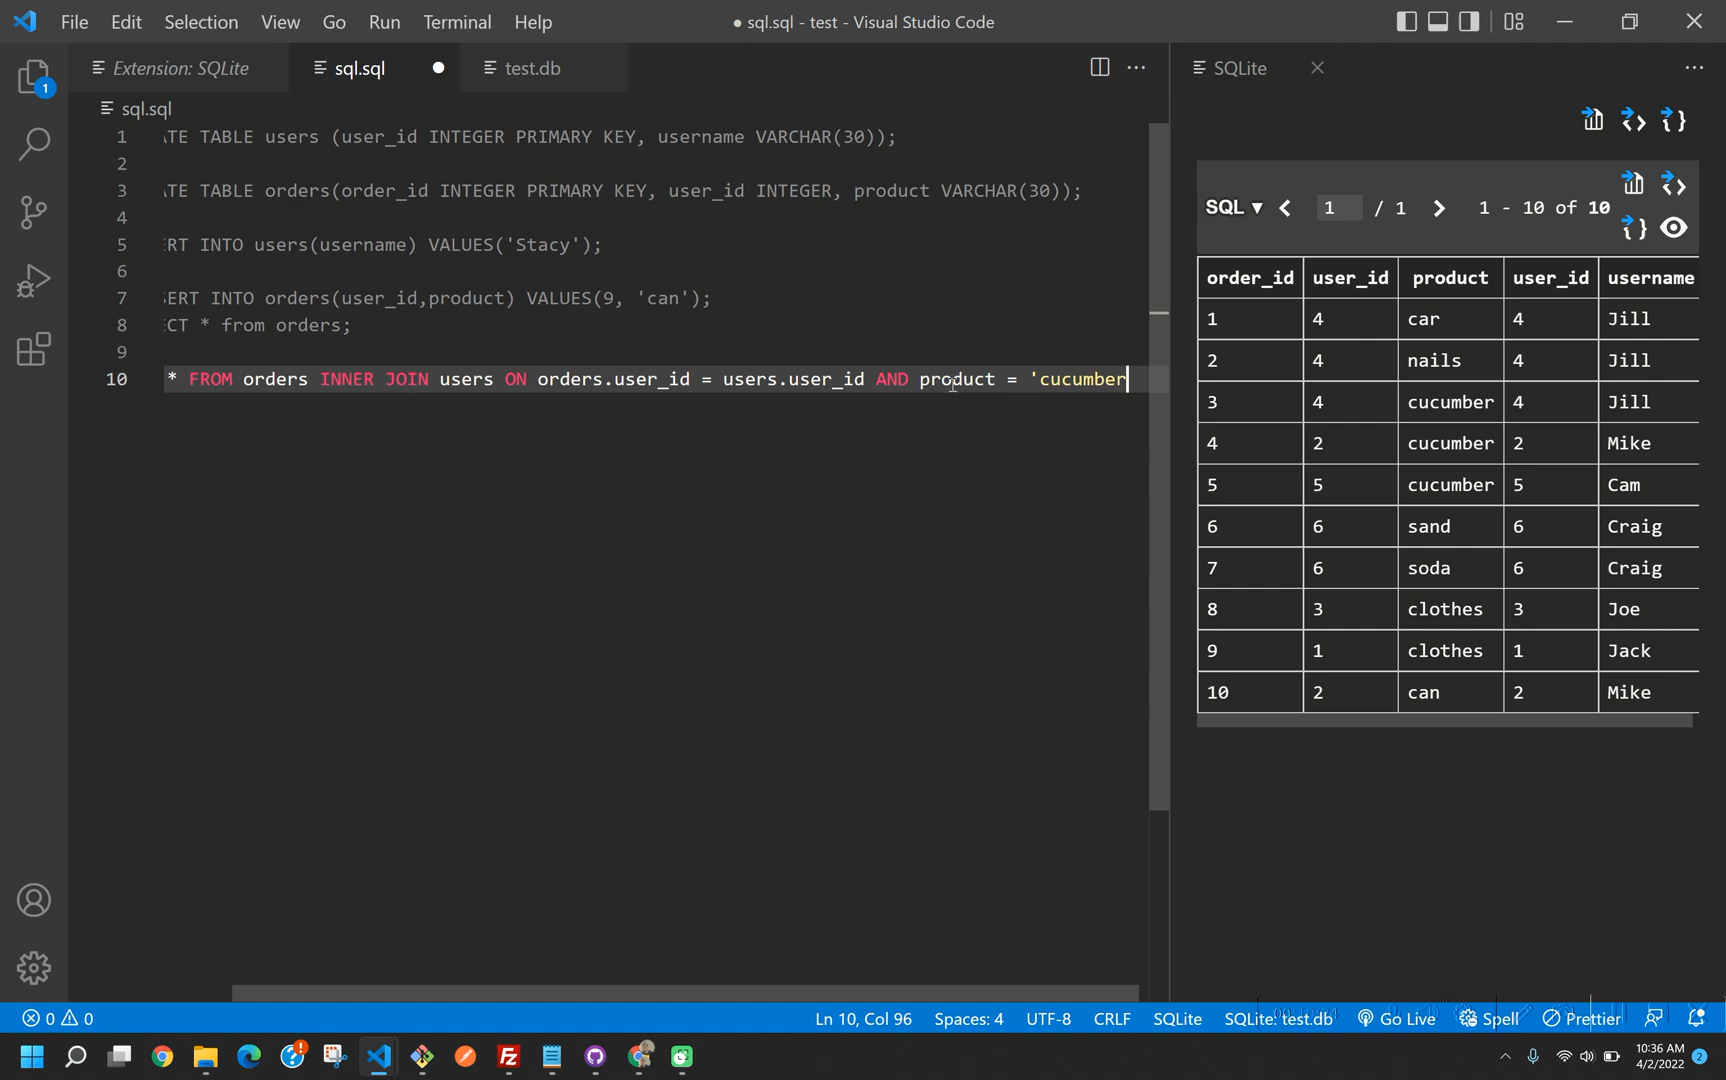 File Edit Selection View Go Run Terminal Help
● sql.sql - test - Visual Studio Code
Extension: SQLite
sql.sql
test.db
SQLite
1
sql.sql
1 ATE TABLE users (user_id INTEGER PRIMARY KEY, username VARCHAR(30));
2
3 ATE TABLE orders(order_id INTEGER PRIMARY KEY, user_id INTEGER, product VARCHAR(30));
4
5 ERT INTO users(username) VALUES('Stacy');
6
7 SERT INTO orders(user_id,product) VALUES(9, 'can');
8 ECT * from orders;
9
10 * FROM orders INNER JOIN users ON orders.user_id = users.user_id AND product = 'cucumber
SQL ▼ < 1 / 1 > 1 - 10 of 10
order_id user_id product user_id username
1 4 car 4 Jill
2 4 nails 4 Jill
3 4 cucumber 4 Jill
4 2 cucumber 2 Mike
5 5 cucumber 5 Cam
6 6 sand 6 Craig
7 6 soda 6 Craig
8 3 clothes 3 Joe
9 1 clothes 1 Jack
10 2 can 2 Mike
0 0
Ln 10, Col 96 Spaces: 4 UTF-8 CRLF SQLite SQLite: test.db Go Live Spell Prettier
10:36 AM
4/2/2022
2